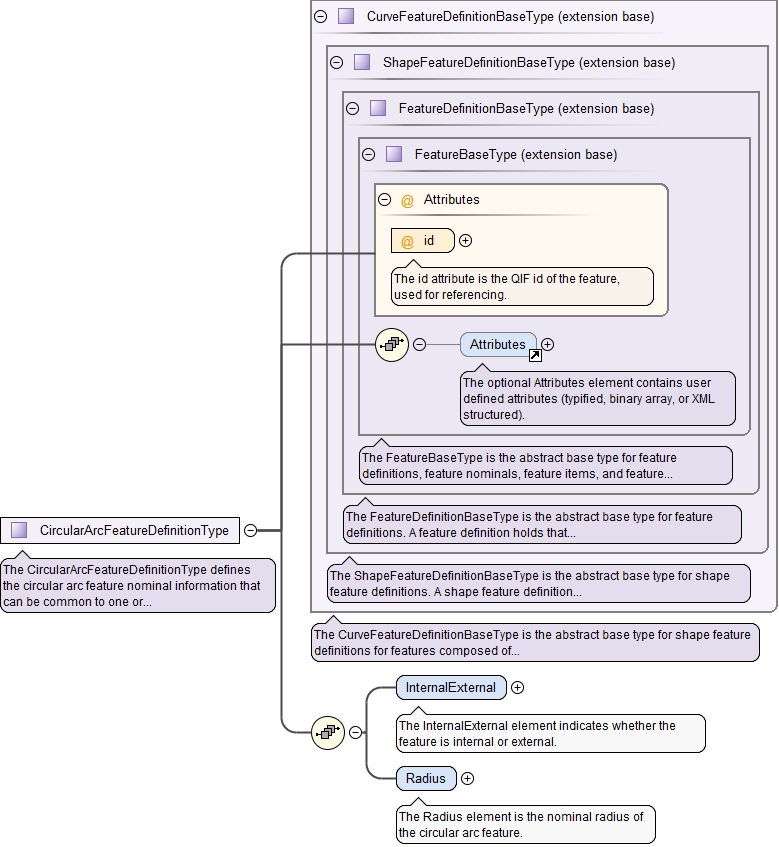 CurveFeatureDefinitionBaseType (extension base)
ShapeFeatureDefinitionBaseType (extension base)
FeatureDefinitionBaseType (extension base)
FeatureBaseType (extension base)
@ Attributes
@ id
The id attribute is the QIF id of the feature,
used for referencing.
Attributes
The optional Attributes element contains user
defined attributes (typified, binary array, or XML
structured).
The FeatureBaseType is the abstract base type for feature
definitions, feature nominals, feature items, and feature...
The FeatureDefinitionBaseType is the abstract base type for feature
definitions. A feature definition holds that...
CircularArcFeatureDefinitionType
The CircularArcFeatureDefinitionType defines
the circular arc feature nominal information that
can be common to one or...
The ShapeFeatureDefinitionBaseType is the abstract base type for shape
feature definitions. A shape feature definition...
The CurveFeatureDefinitionBaseType is the abstract base type for shape feature
definitions for features composed of...
InternalExternal
The InternalExternal element indicates whether the
feature is internal or external.
Radius
The Radius element is the nominal radius of
the circular arc feature.